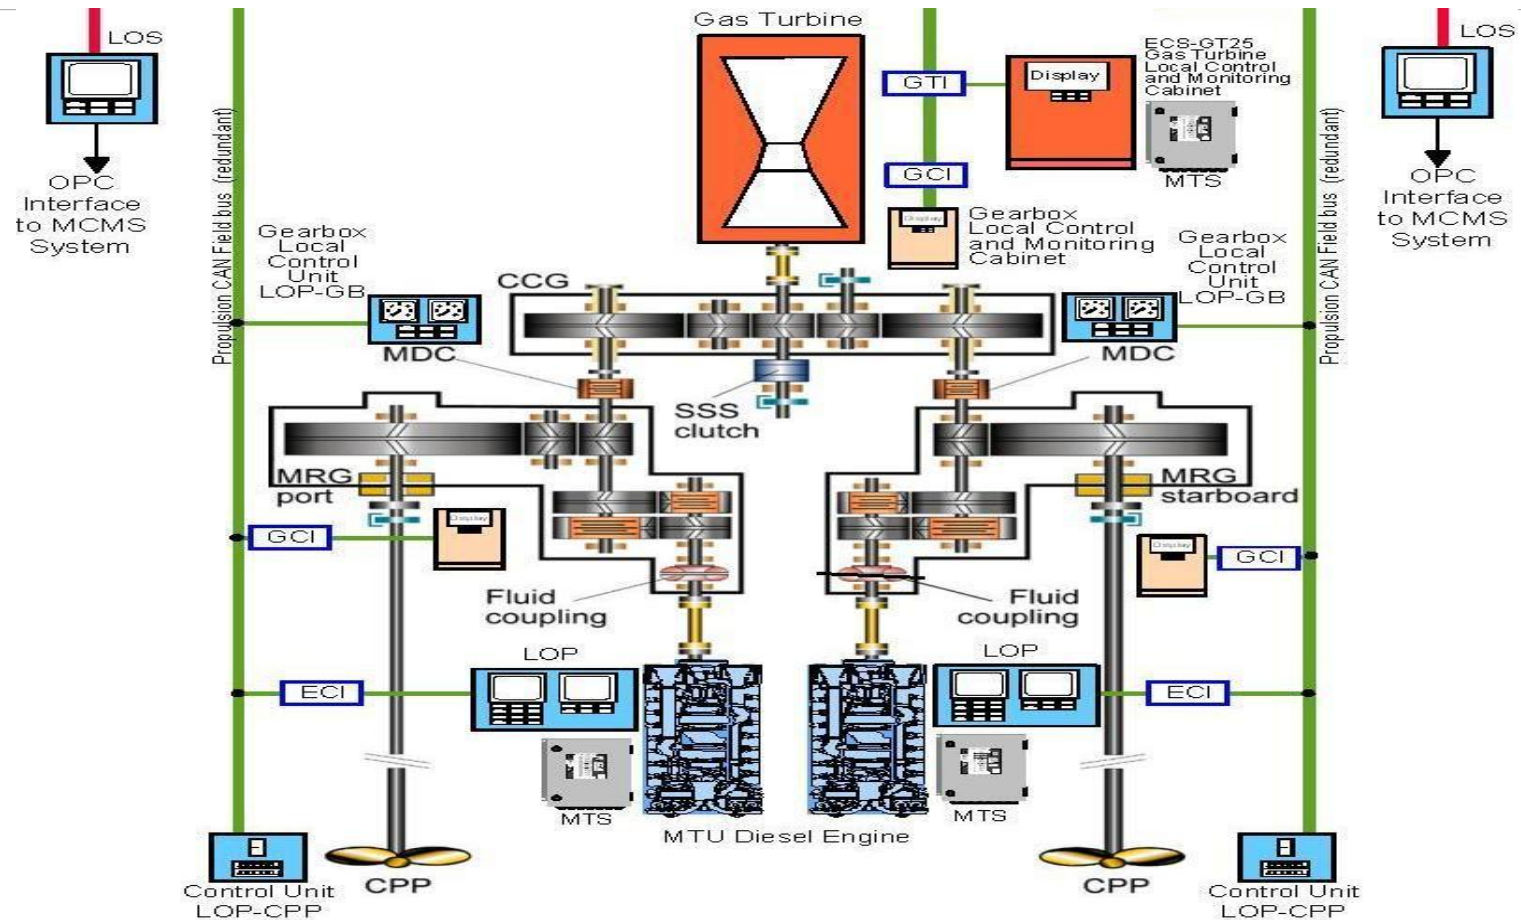 LOS
OPC
Interface
to MCMS
System
Propulsion CAN Field bus (redundant)
Gearbox
Local
Control
Unit
LOP-GB
Gas Turbine
GTI
GCI
Display
ECS-GT25
Gas Turbine
Local Control
and Monitoring
Cabinet
MTS
Display
Gearbox
Local Control
and Monitoring
Cabinet
Gearbox
Local
Control
Unit
LOP-GB
Propulsion CAN Field bus (redundant)
LOS
OPC
Interface
to MCMS
System
CCG
MDC
MDC
SSS
clutch
MRG
port
MRG
starboard
GCI
Display
Display
GCI
Fluid
coupling
Fluid
coupling
LOP
LOP
ECI
ECI
MTS
MTS
MTU Diesel Engine
CPP
CPP
Control Unit
LOP-CPP
Control Unit
LOP-CPP